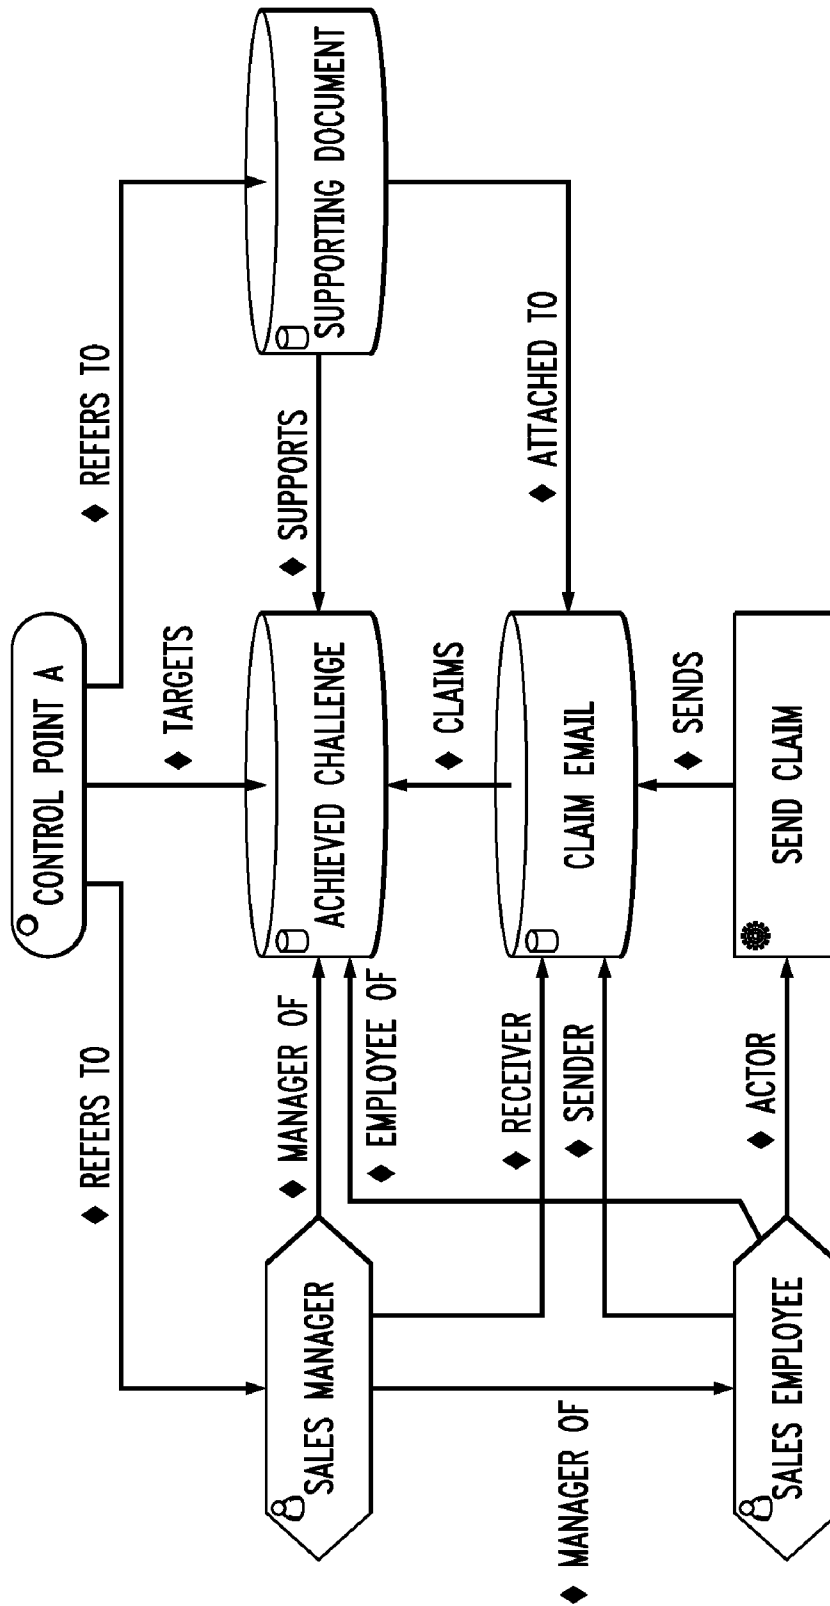 CONTROL POINT A
◆ REFERS TO
◆ TARGETS
◆ REFERS TO
SALES MANAGER
◆ MANAGER OF
ACHIEVED CHALLENGE
◆ SUPPORTS
SUPPORTING DOCUMENT
◆ EMPLOYEE OF
◆ CLAIMS
◆ ATTACHED TO
◆ RECEIVER
CLAIM EMAIL
◆ MANAGER OF
◆ SENDER
◆ SENDS
SALES EMPLOYEE
◆ ACTOR
SEND CLAIM